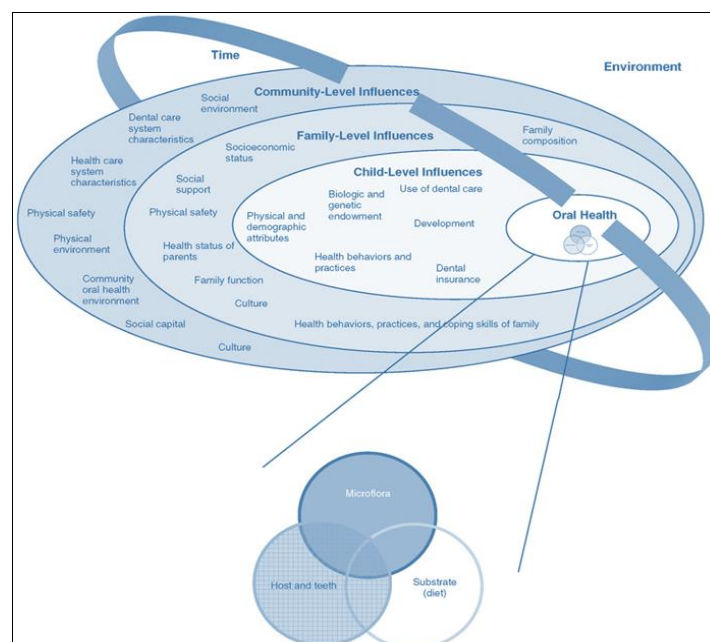 Time
Environment
Community-Level Influences
Social
environment
Dental care
system
characteristics
Health care
system
characteristics
Physical safety
Physical
environment
Community
oral health
environment
Social capital
Culture
Family-Level Influences
Family
composition
Socioeconomic
status
Social
support
Physical safety
Health status of
parents
Family function
Culture
Health behaviors, practices, and coping skills of family
Child-Level Influences
Biologic and
genetic
endowment
Use of dental care
Physical and
demographic
attributes
Development
Health behaviors and
practices
Dental
insurance
Oral Health
Microflora
Host and teeth
Substrate
(diet)